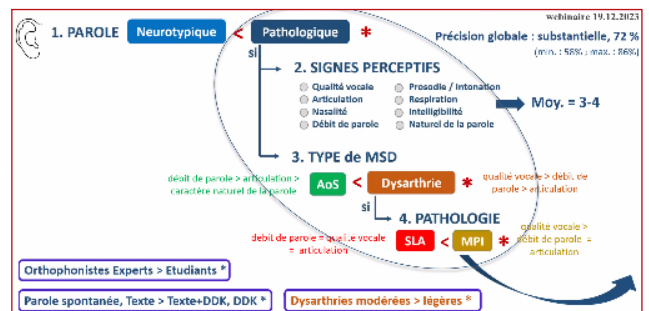 webinaire 19.12.2023
1. PAROLE Neurotypique < Pathologique *
Précision globale : substantielle, 72 %
(min. : 58% ; max. : 86%)
si
2. SIGNES PERCEPTIFS
Qualité vocale
Articulation
Nasalité
Débit de parole
Prosodie / Intonation
Respiration
Intelligibilité
Naturel de la parole
Moy. = 3-4
3. TYPE de MSD
débit de parole > articulation >
caractère naturel de la parole
AoS < Dysarthrie *
qualité vocale > débit de
parole > articulation
si
4. PATHOLOGIE
débit de parole = qualité vocale
= articulation
SLA < MPI *
qualité vocale >
débit de parole =
articulation
Orthophonistes Experts > Etudiants *
Parole spontanée, Texte > Texte+DDK, DDK *
Dysarthries modérées > légères *